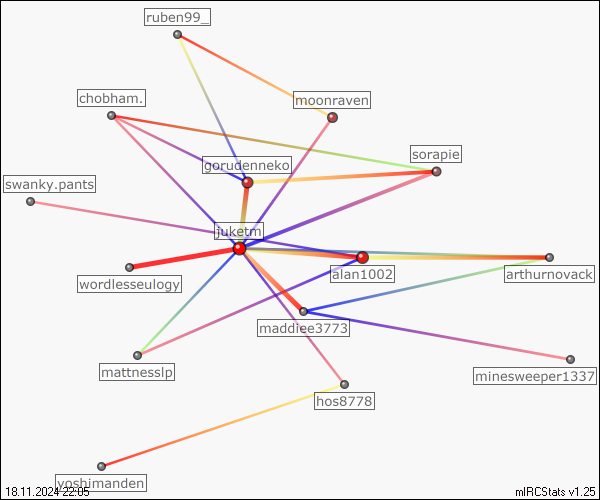 ruben99_
chobham.
moonraven
sorapie
gorudenneko
swanky.pants
juketm
alan1002
wordlesseulogy
arthurnovack
maddiee3773
mattnesslp
minesweeper1337
hos8778
yoshimanden
18.11.2024 22:05
mIRCStats v1.25